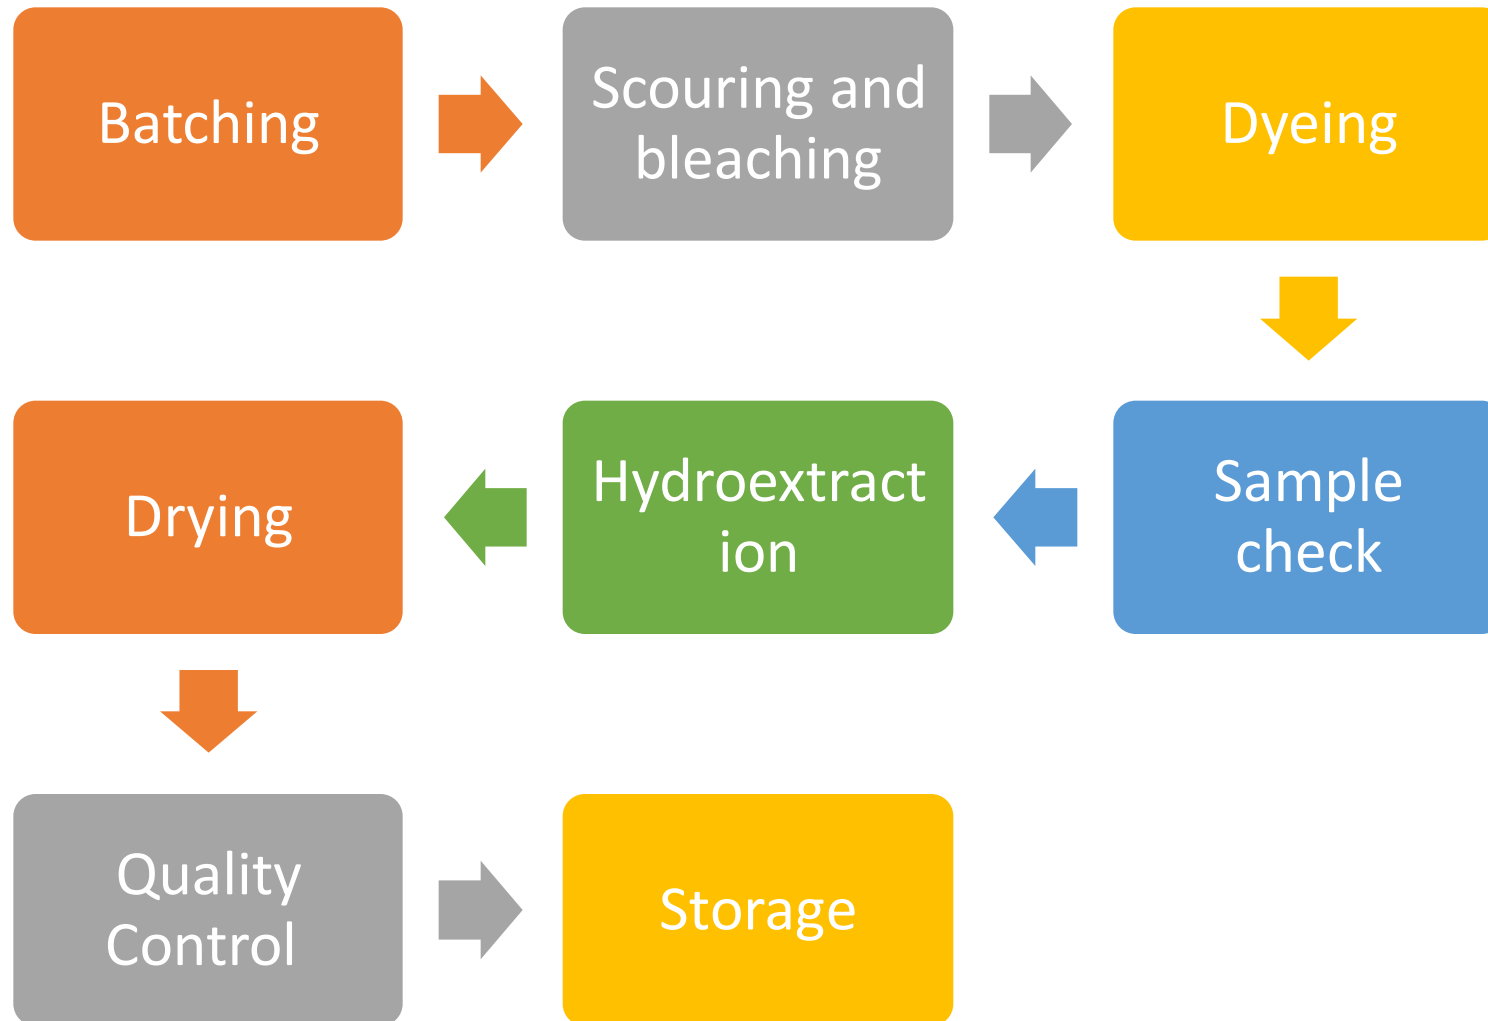 Batching
Scouring and
bleaching
Dyeing
Sample
check
Hydroextract
ion
Drying
Quality
Control
Storage